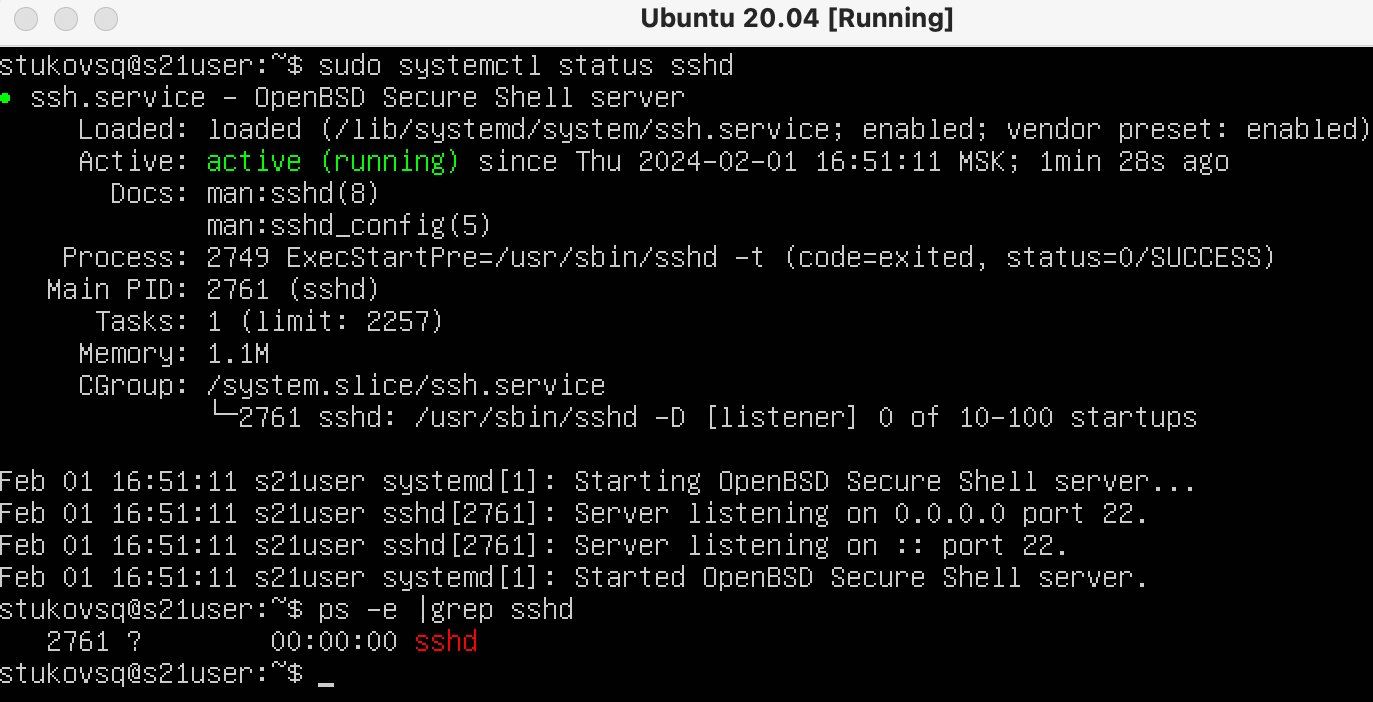 Ubuntu 20.04 [Running]
stukovsq@s21user:~$ sudo systemctl status sshd
● ssh.service - OpenBSD Secure Shell server
     Loaded: loaded (/lib/systemd/system/ssh.service; enabled; vendor preset: enabled)
     Active: active (running) since Thu 2024-02-01 16:51:11 MSK; 1min 28s ago
       Docs: man:sshd(8)
             man:sshd_config(5)
    Process: 2749 ExecStartPre=/usr/sbin/sshd -t (code=exited, status=0/SUCCESS)
   Main PID: 2761 (sshd)
      Tasks: 1 (limit: 2257)
     Memory: 1.1M
     CGroup: /system.slice/ssh.service
             └─2761 sshd: /usr/sbin/sshd -D [listener] 0 of 10-100 startups
Feb 01 16:51:11 s21user systemd[1]: Starting OpenBSD Secure Shell server...
Feb 01 16:51:11 s21user sshd[2761]: Server listening on 0.0.0.0 port 22.
Feb 01 16:51:11 s21user sshd[2761]: Server listening on :: port 22.
Feb 01 16:51:11 s21user systemd[1]: Started OpenBSD Secure Shell server.
stukovsq@s21user:~$ ps -e |grep sshd
   2761 ?        00:00:00 sshd
stukovsq@s21user:~$ _